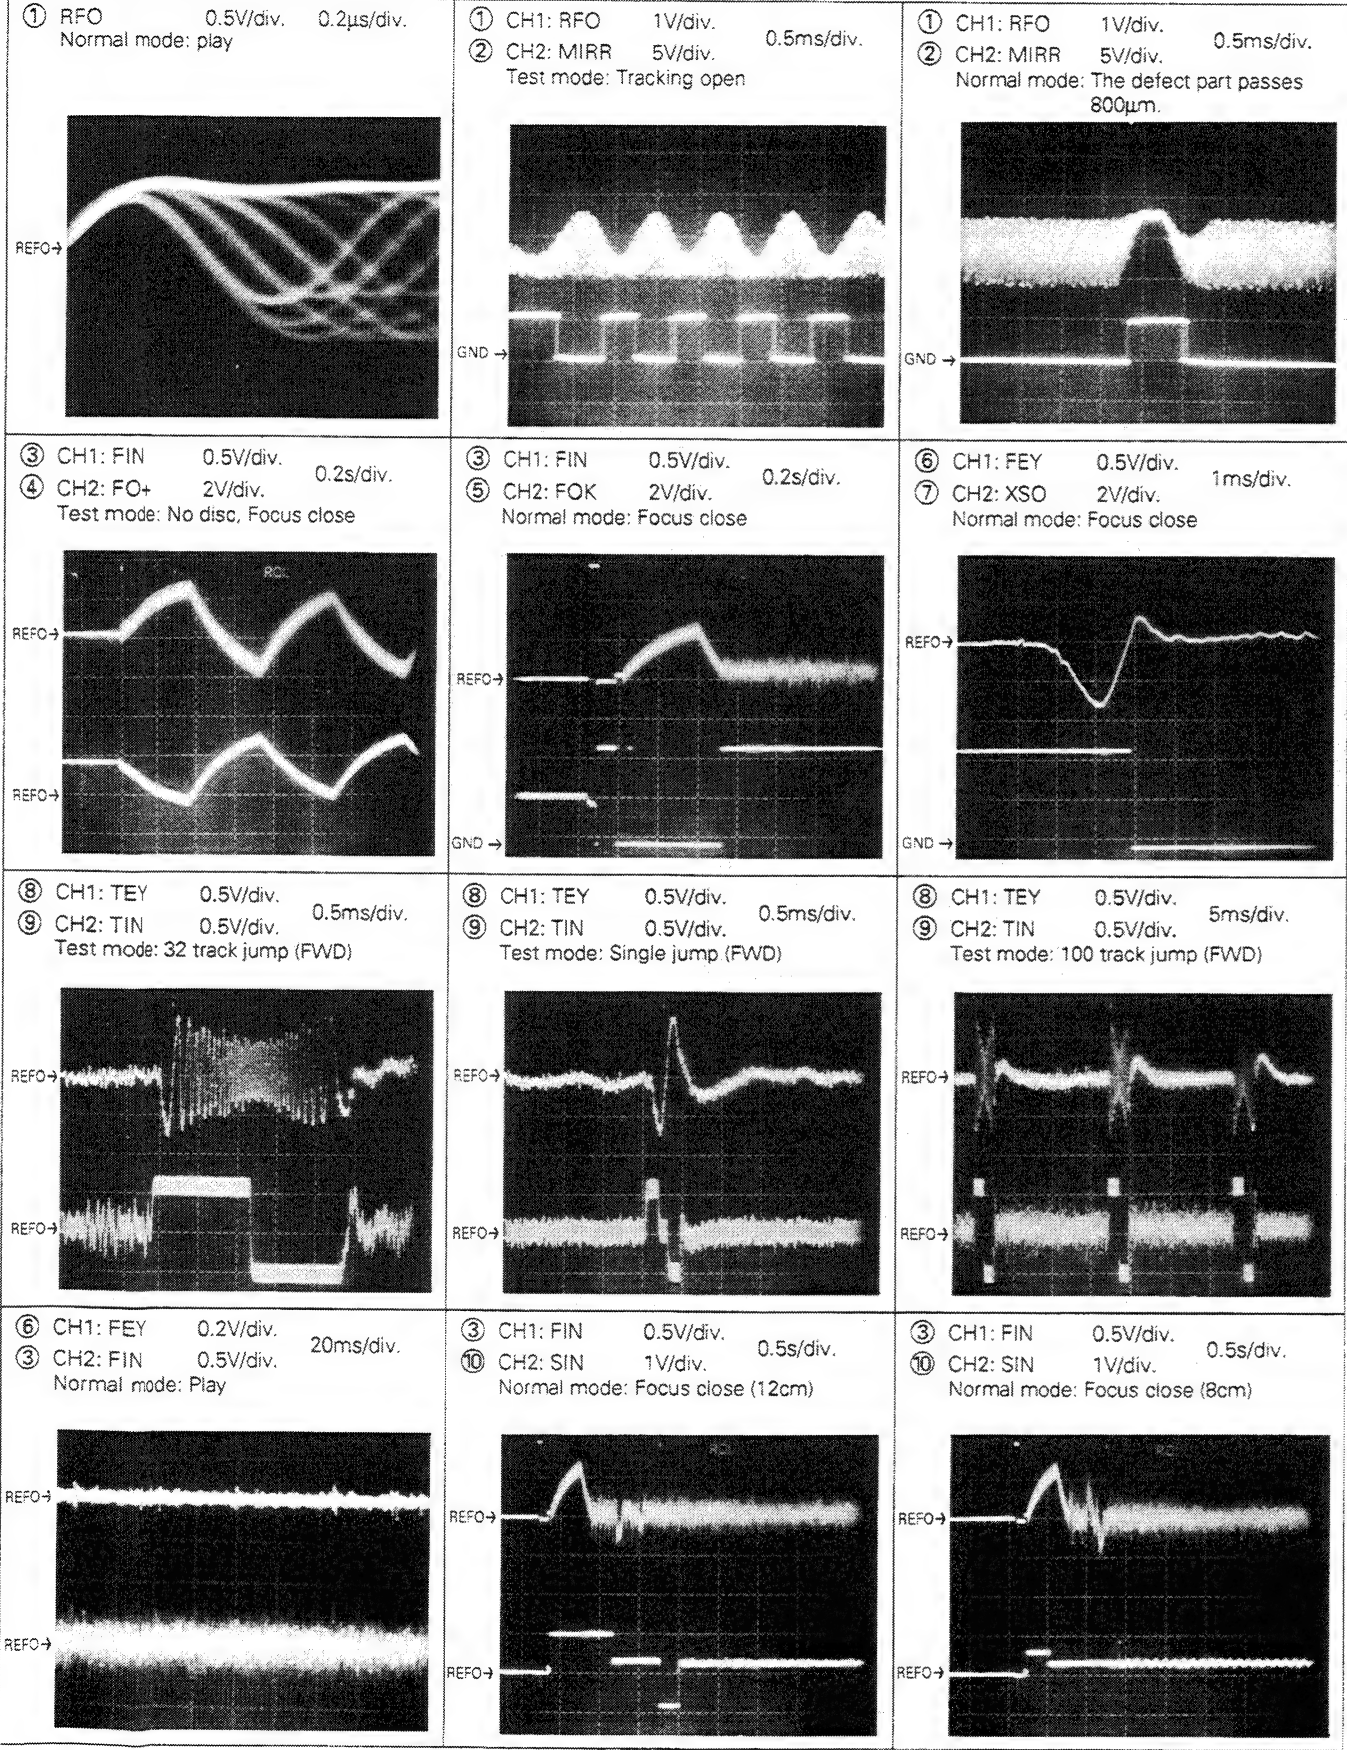 ① RFO 0.5V/div. 0.2µs/div.
Normal mode: play
REFO→
① CH1: RFO 1V/div. 0.5ms/div.
② CH2: MIRR 5V/div.
Test mode: Tracking open
GND →
① CH1: RFO 1V/div. 0.5ms/div.
② CH2: MIRR 5V/div.
Normal mode: The defect part passes
800µm.
GND →
③ CH1: FIN 0.5V/div. 0.2s/div.
④ CH2: FO+ 2V/div.
Test mode: No disc, Focus close
REFO→
REFO→
③ CH1: FIN 0.5V/div. 0.2s/div.
⑤ CH2: FOK 2V/div.
Normal mode: Focus close
REFO→
GND →
⑥ CH1: FEY 0.5V/div. 1ms/div.
⑦ CH2: XSO 2V/div.
Normal mode: Focus close
REFO→
GND →
⑧ CH1: TEY 0.5V/div. 0.5ms/div.
⑨ CH2: TIN 0.5V/div.
Test mode: 32 track jump (FWD)
REFO→
REFO→
⑧ CH1: TEY 0.5V/div. 0.5ms/div.
⑨ CH2: TIN 0.5V/div.
Test mode: Single jump (FWD)
REFO→
REFO→
⑧ CH1: TEY 0.5V/div. 5ms/div.
⑨ CH2: TIN 0.5V/div.
Test mode: 100 track jump (FWD)
REFO→
REFO→
⑥ CH1: FEY 0.2V/div. 20ms/div.
③ CH2: FIN 0.5V/div.
Normal mode: Play
REFO→
REFO→
③ CH1: FIN 0.5V/div. 0.5s/div.
⑩ CH2: SIN 1V/div.
Normal mode: Focus close (12cm)
REFO→
REFO→
③ CH1: FIN 0.5V/div. 0.5s/div.
⑩ CH2: SIN 1V/div.
Normal mode: Focus close (8cm)
REFO→
REFO→